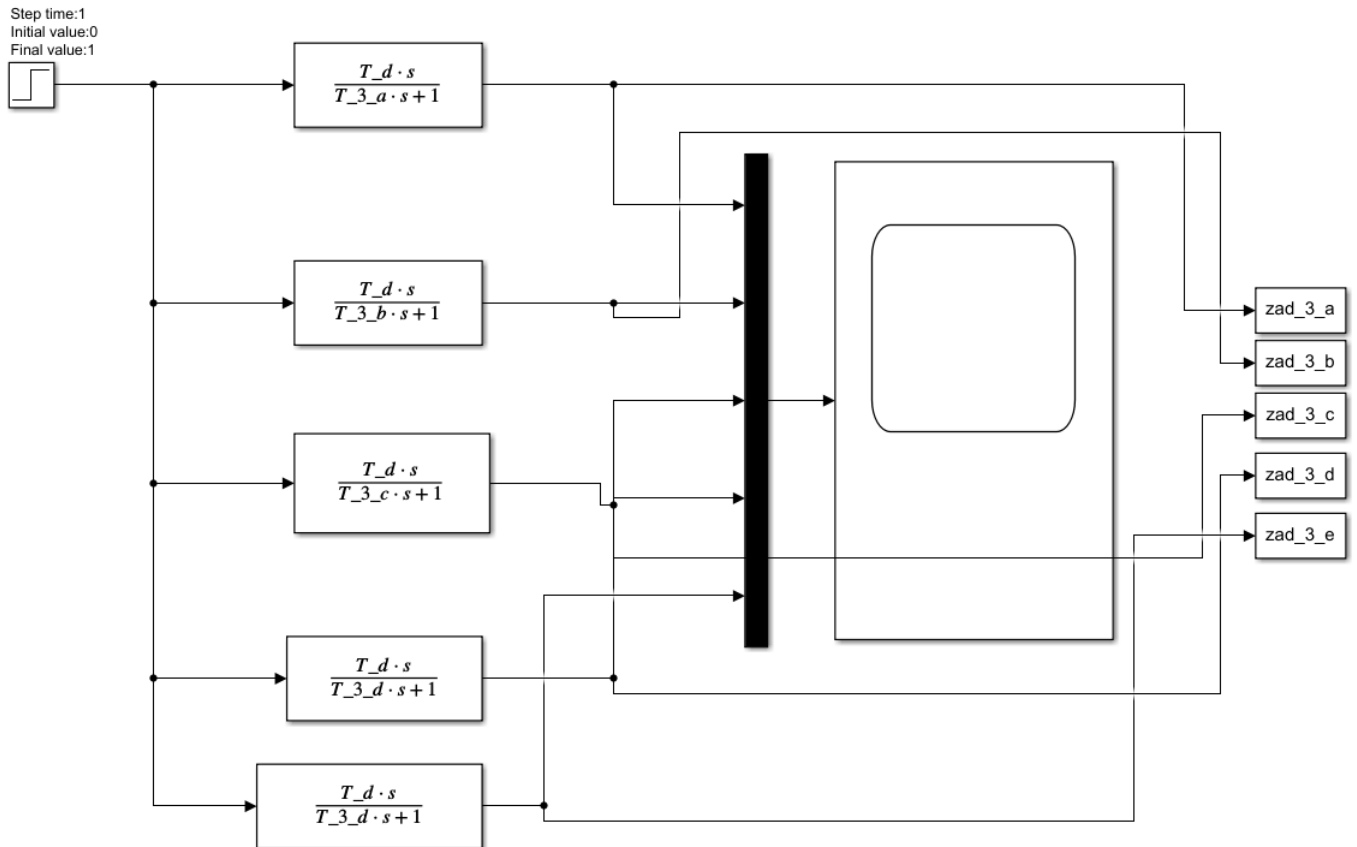 Step time:1
Initial value:0
Final value:1
T_d · s
T_3_a · s + 1
T_d · s
T_3_b · s + 1
T_d · s
T_3_c · s + 1
T_d · s
T_3_d · s + 1
T_d · s
T_3_d · s + 1
zad_3_a
zad_3_b
zad_3_c
zad_3_d
zad_3_e